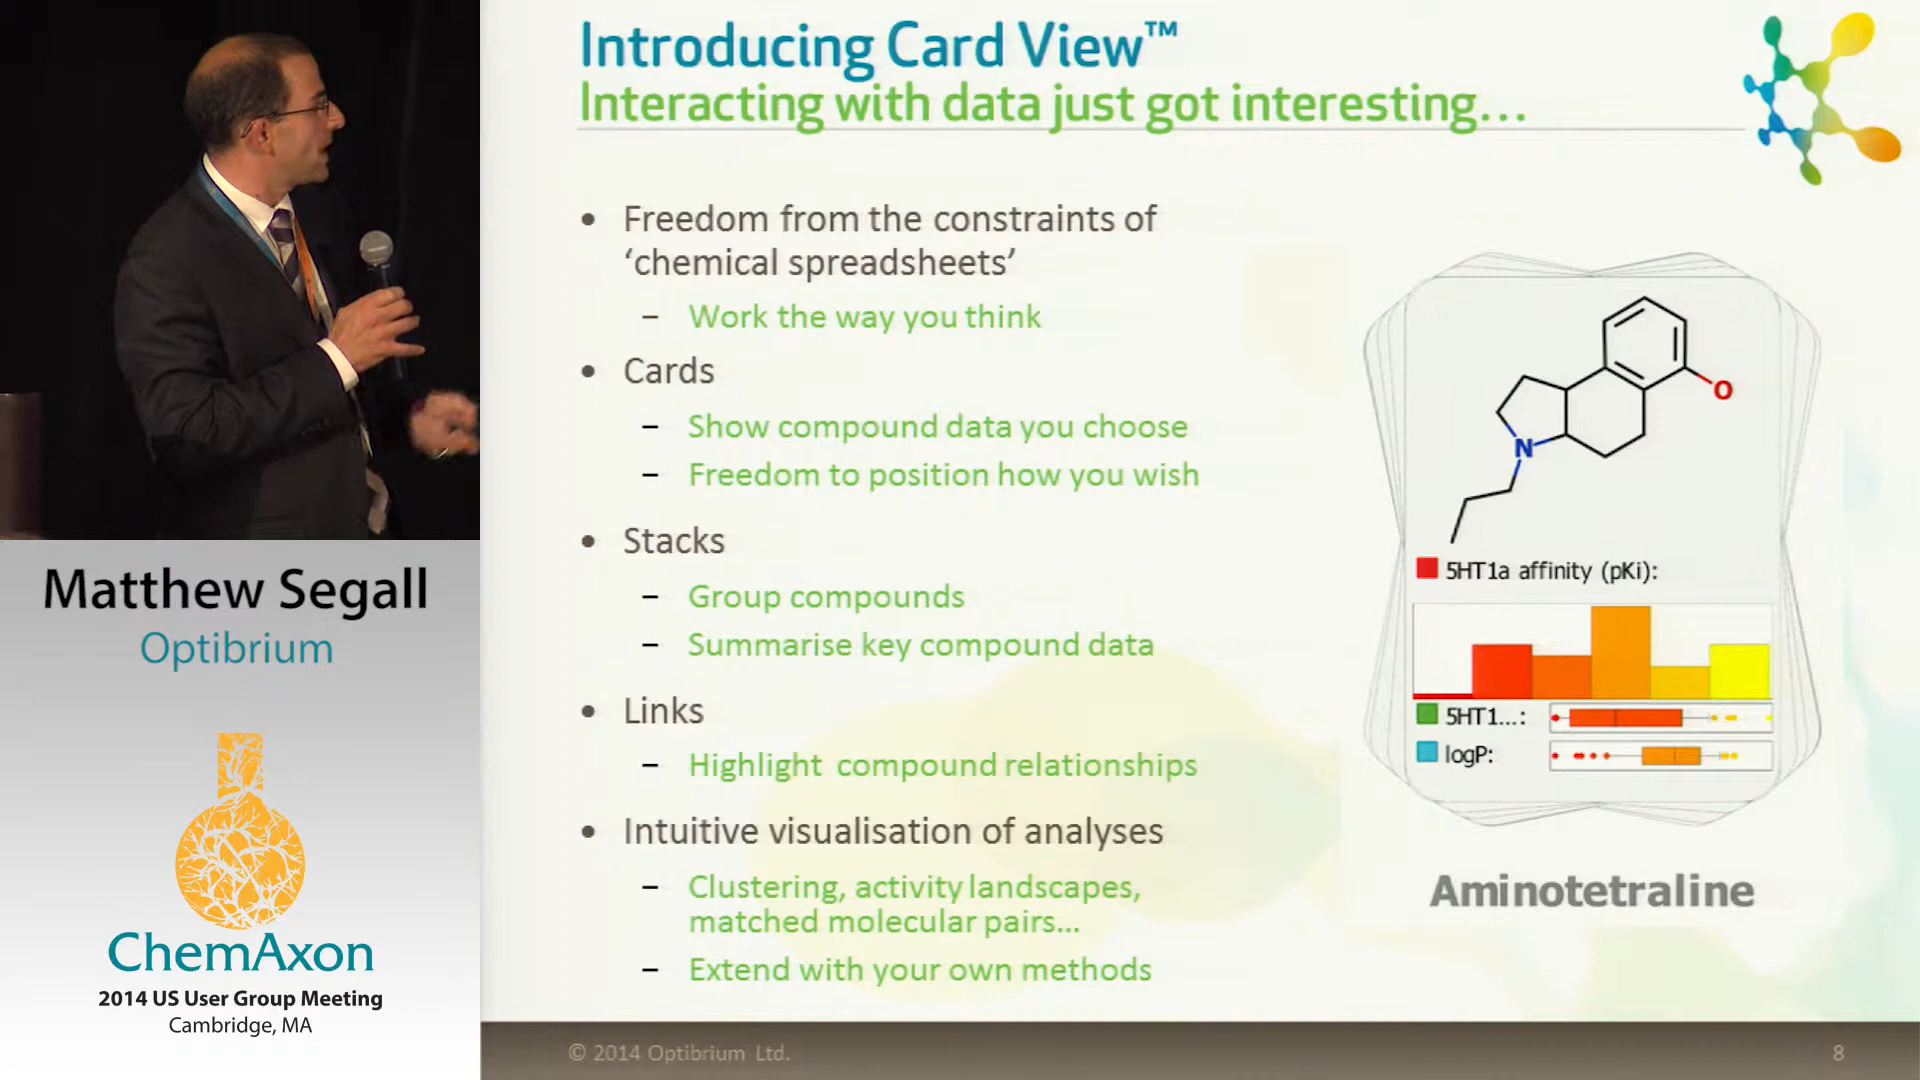 Introducing Card View™
Interacting with data just got interesting...
• Freedom from the constraints of
‘chemical spreadsheets’
– Work the way you think
• Cards
– Show compound data you choose
– Freedom to position how you wish
• Stacks
– Group compounds
– Summarise key compound data
• Links
– Highlight compound relationships
• Intuitive visualisation of analyses
– Clustering, activity landscapes,
matched molecular pairs...
– Extend with your own methods
O
N
5HT1a affinity (pKi):
5HT1...:
logP:
Aminotetraline
© 2014 Optibrium Ltd.
8
Matthew Segall
Optibrium
ChemAxon
2014 US User Group Meeting
Cambridge, MA